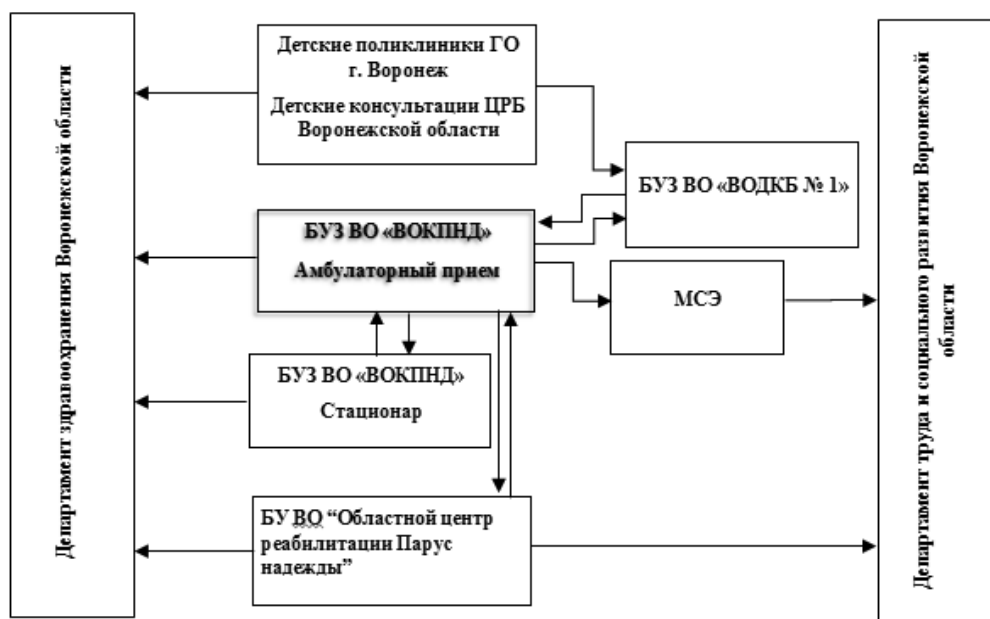 Департамент здравоохранения Воронежской области
Детские поликлиники ГО
г. Воронеж
Детские консультации ЦРБ
Воронежской области
БУЗ ВО «ВОДКБ № 1»
БУЗ ВО «ВОКПНД»
Амбулаторный прием
МСЭ
БУЗ ВО «ВОКПНД»
Стационар
БУ ВО “Областной центр
реабилитации Парус
надежды”
Департамент труда и социального развития Воронежской
области